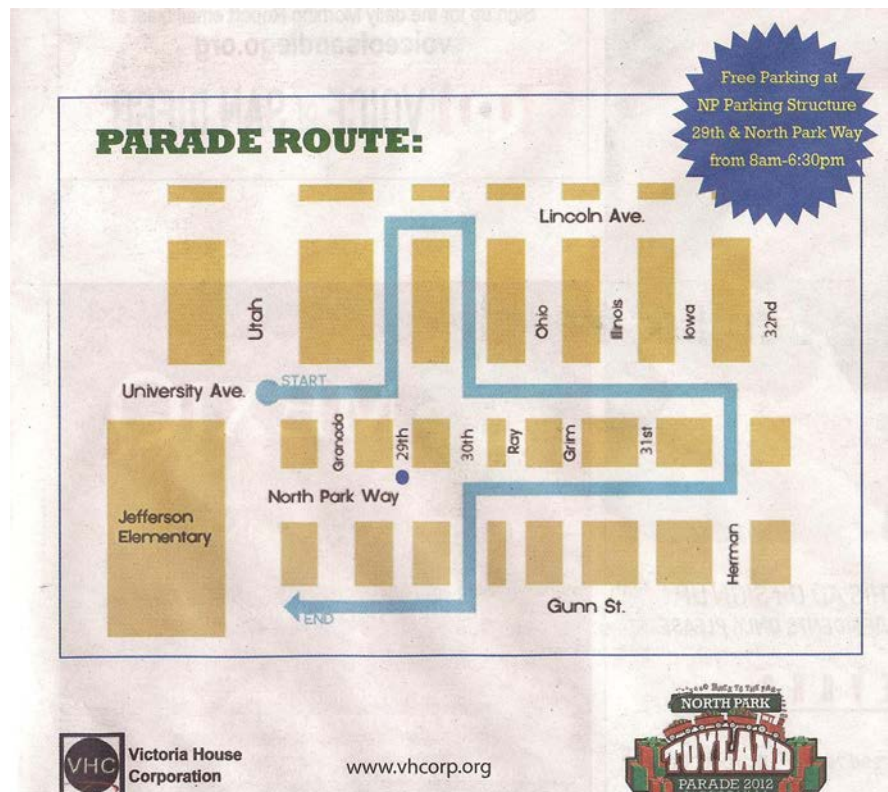 Free Parking at
NP Parking Structure
29th & North Park Way
from 8am-6:30pm
PARADE ROUTE:
Lincoln Ave.
Utah
Ohio
Illinois
Iowa
32nd
University Ave.
START
Granada
29th
30th
Ray
Grim
31st
North Park Way
Jefferson
Elementary
Herman
END
Gunn St.
NORTH PARK
TOYLAND
PARADE 2012
VHC
Victoria House
Corporation
www.vhcorp.org